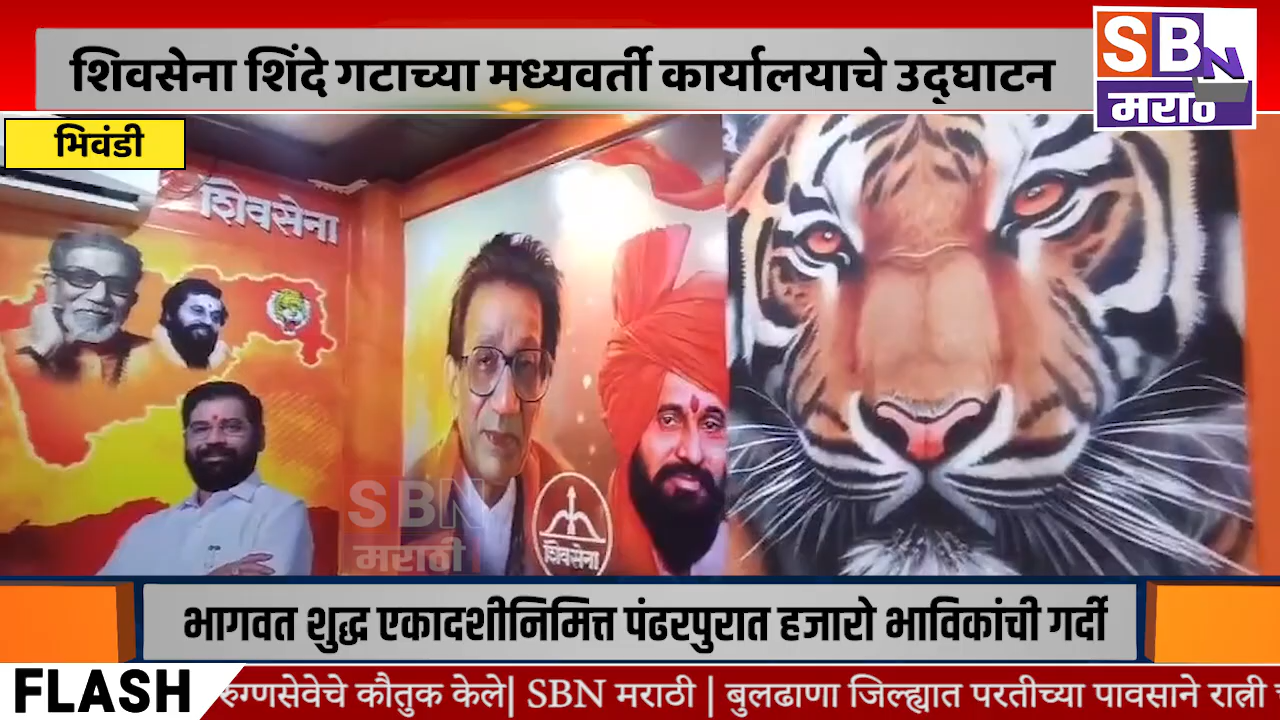 शिवसेना शिंदे गटाच्या मध्यवर्ती कार्यालयाचे उद्घाटन
SBN
मराठ
भिवंडी
शिवसेना
शिवसेना
SBN
मराठी
भागवत शुद्ध एकादशीनिमित्त पंढरपुरात हजारो भाविकांची गर्दी
FLASH
रुग्णसेवेचे कौतुक केले| SBN मराठी | बुलढाणा जिल्ह्यात परतीच्या पावसाने रात्री